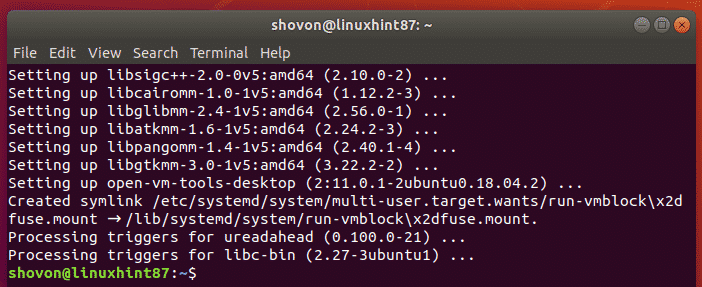 shovon@linuxhint87: ~
File Edit View Search Terminal Help
Setting up libsigc++-2.0-0v5:amd64 (2.10.0-2) ...
Setting up libcairomm-1.0-1v5:amd64 (1.12.2-3) ...
Setting up libglibmm-2.4-1v5:amd64 (2.56.0-1) ...
Setting up libatkmm-1.6-1v5:amd64 (2.24.2-3) ...
Setting up libpangomm-1.4-1v5:amd64 (2.40.1-4) ...
Setting up libgtkmm-3.0-1v5:amd64 (3.22.2-2) ...
Setting up open-vm-tools-desktop (2:11.0.1-2ubuntu0.18.04.2) ...
Created symlink /etc/systemd/system/multi-user.target.wants/run-vmblock\x2d
fuse.mount → /lib/systemd/system/run-vmblock\x2dfuse.mount.
Processing triggers for ureadahead (0.100.0-21) ...
Processing triggers for libc-bin (2.27-3ubuntu1) ...
shovon@linuxhint87:~$